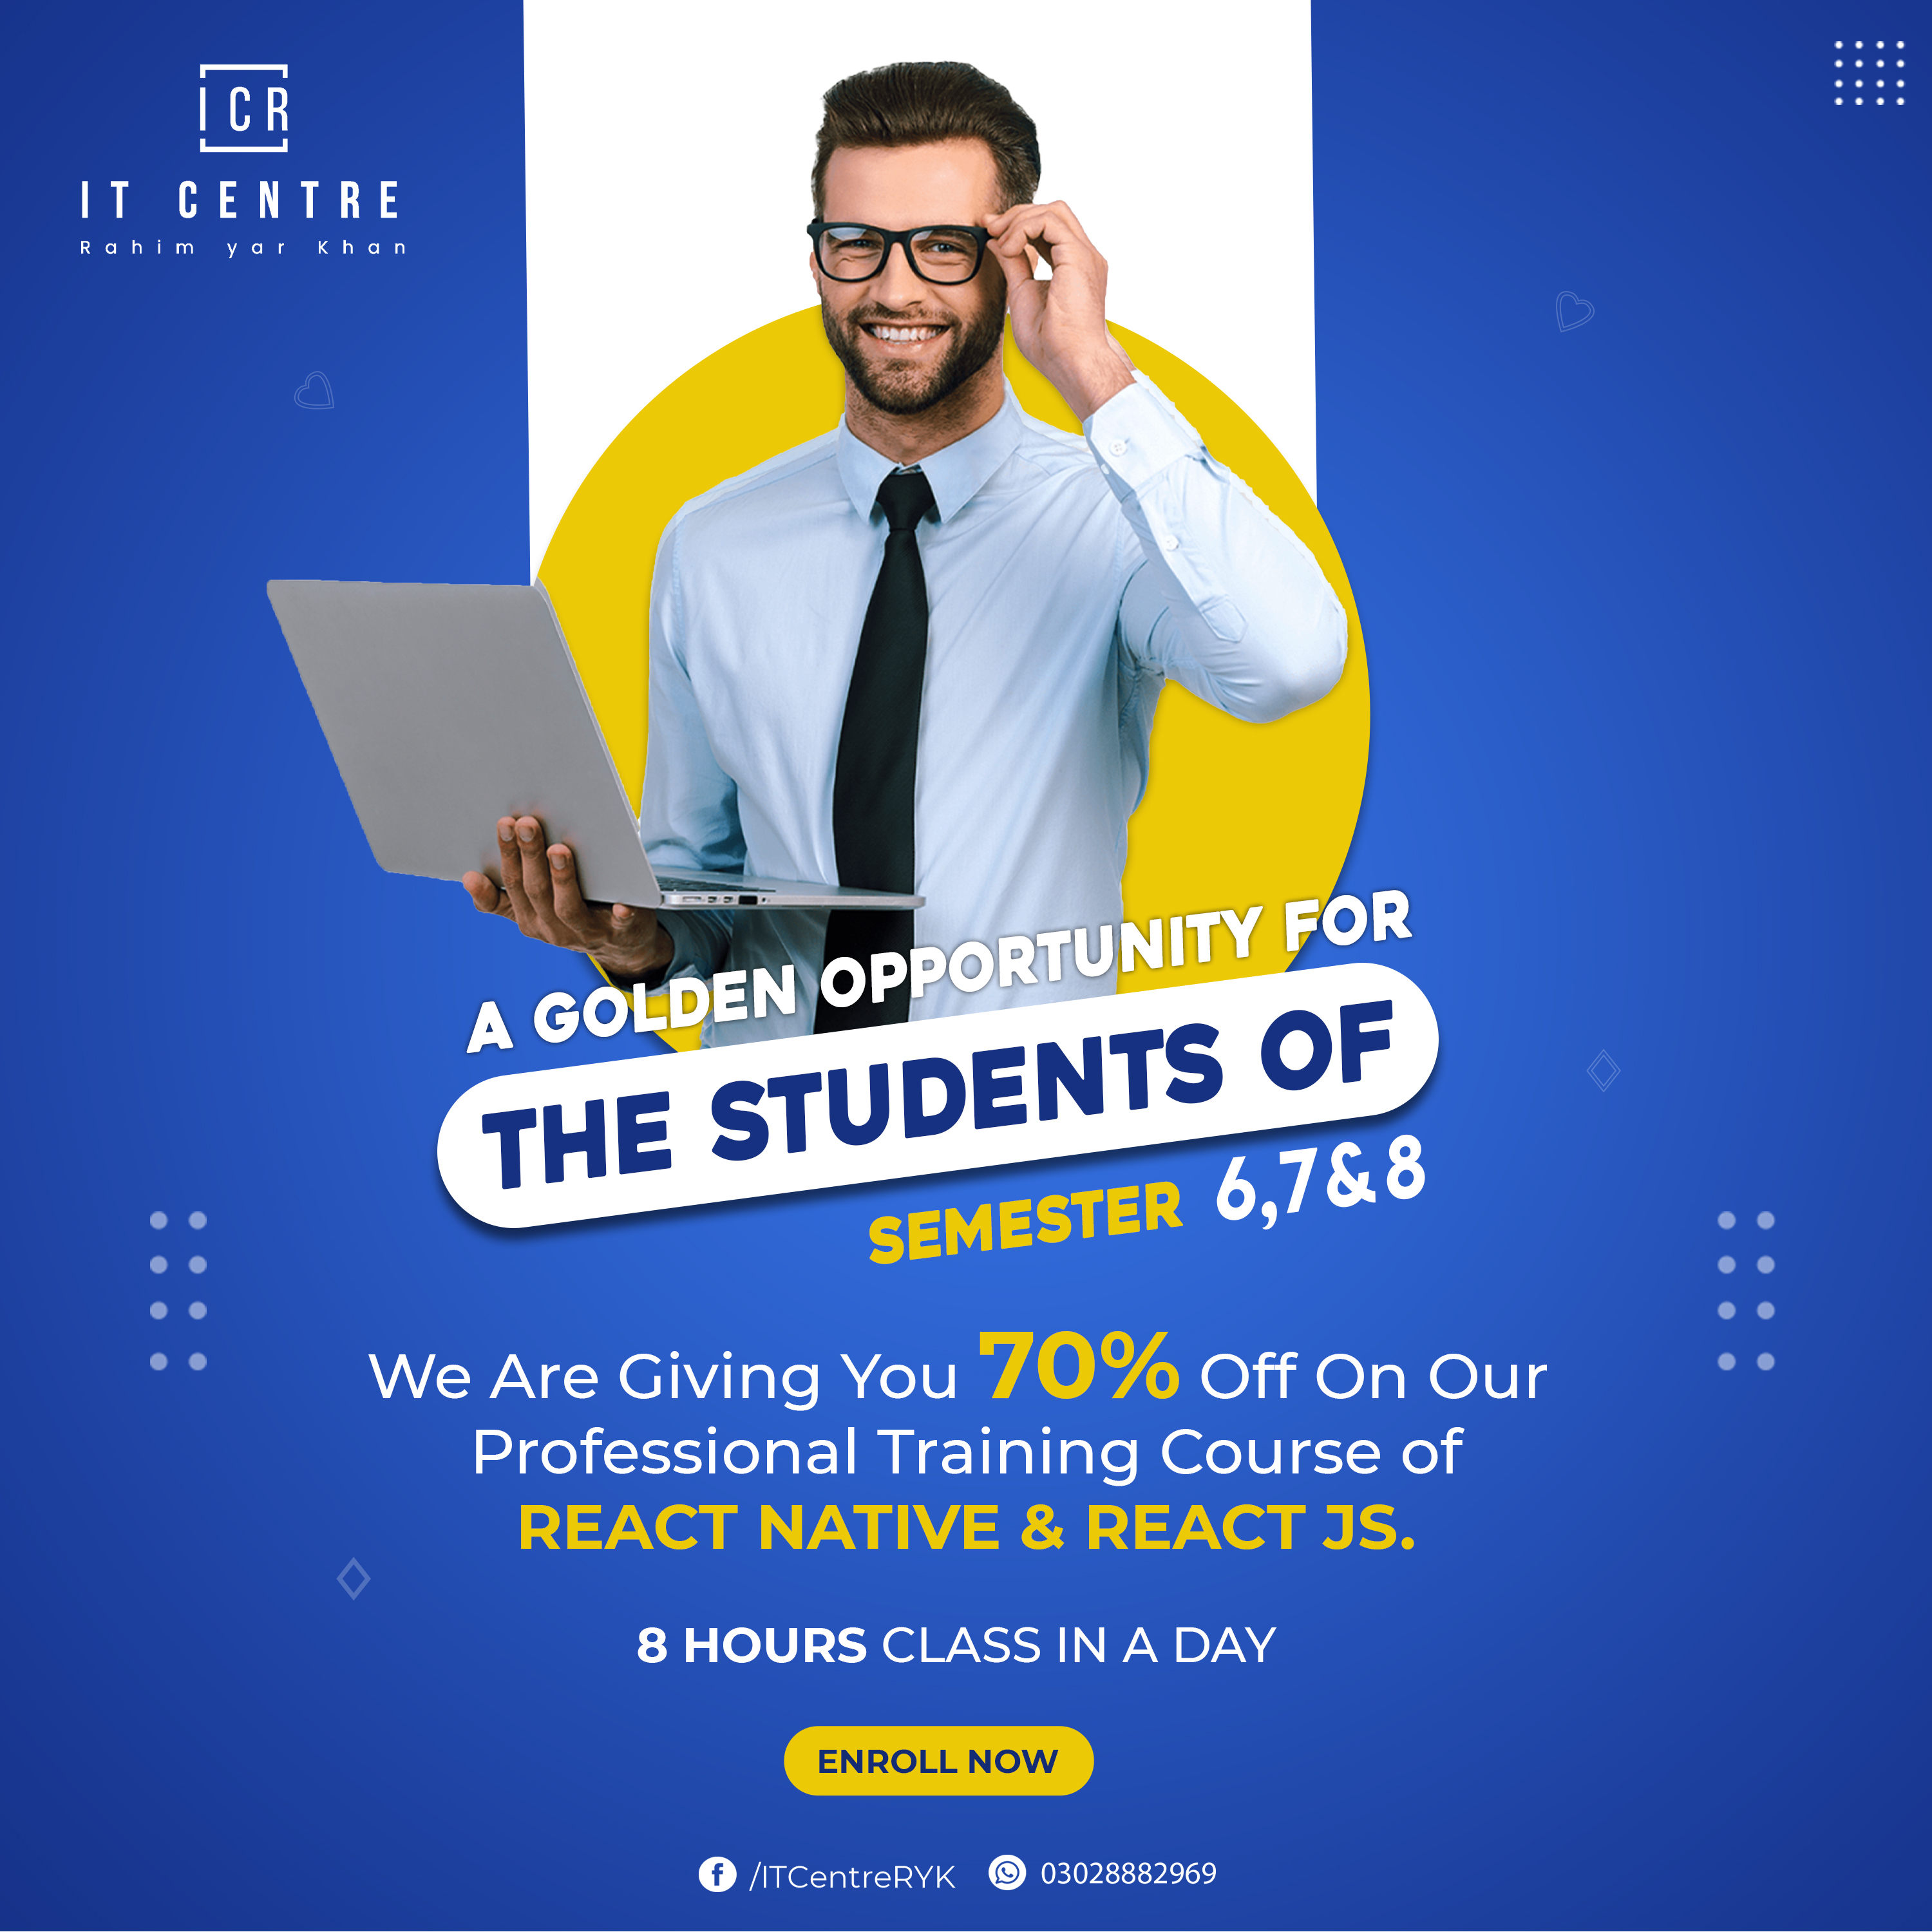 ICR
IT CENTRE
Rahim yar Khan
A GOLDEN OPPORTUNITY FOR
THE STUDENTS OF
SEMESTER 6,7&8
We Are Giving You 70% Off On Our
Professional Training Course of
REACT NATIVE & REACT JS.
8 HOURS CLASS IN A DAY
ENROLL NOW
/ITCentreRYK 03028882969